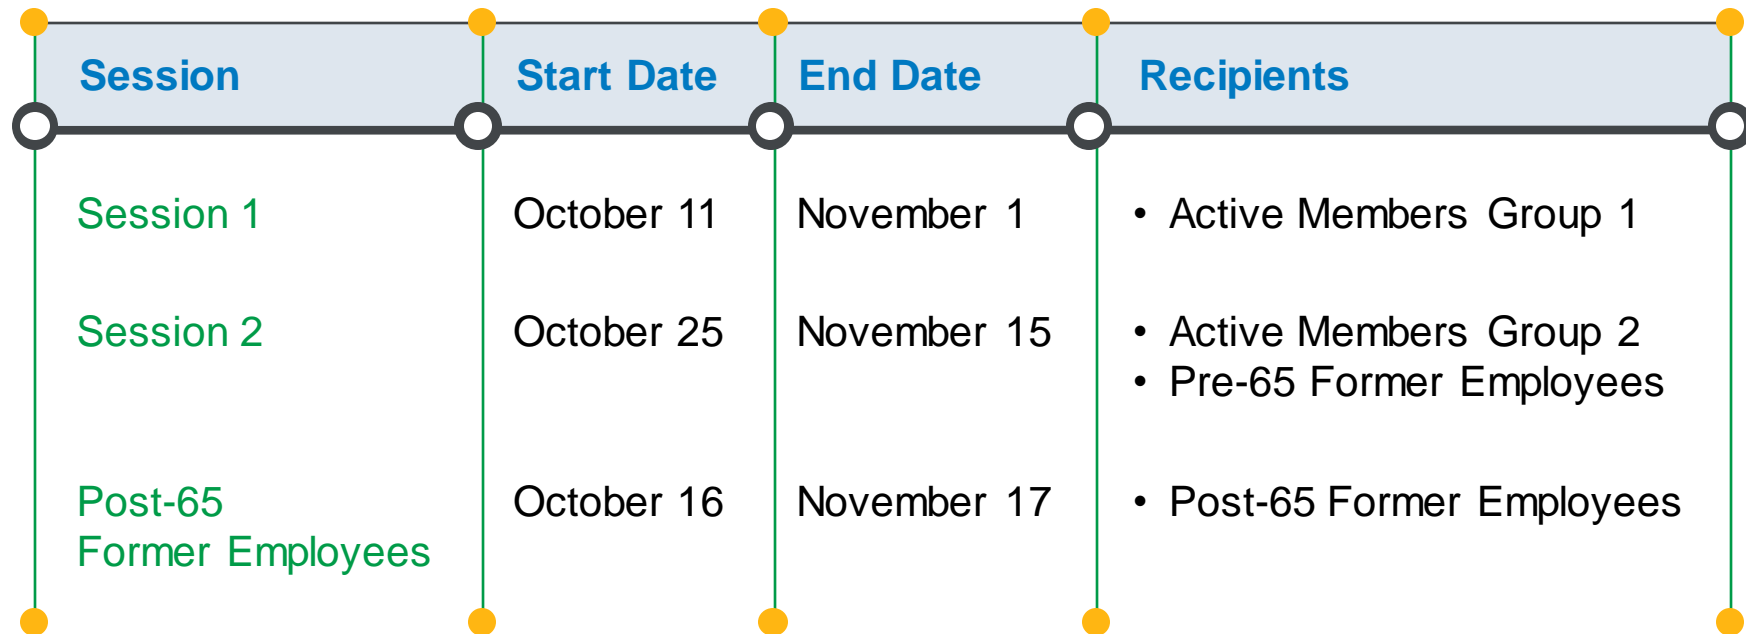 Session Start Date End Date Recipients
Session 1 October 11 November 1 • Active Members Group 1
Session 2 October 25 November 15 • Active Members Group 2
• Pre-65 Former Employees
Post-65 October 16 November 17 • Post-65 Former Employees
Former Employees